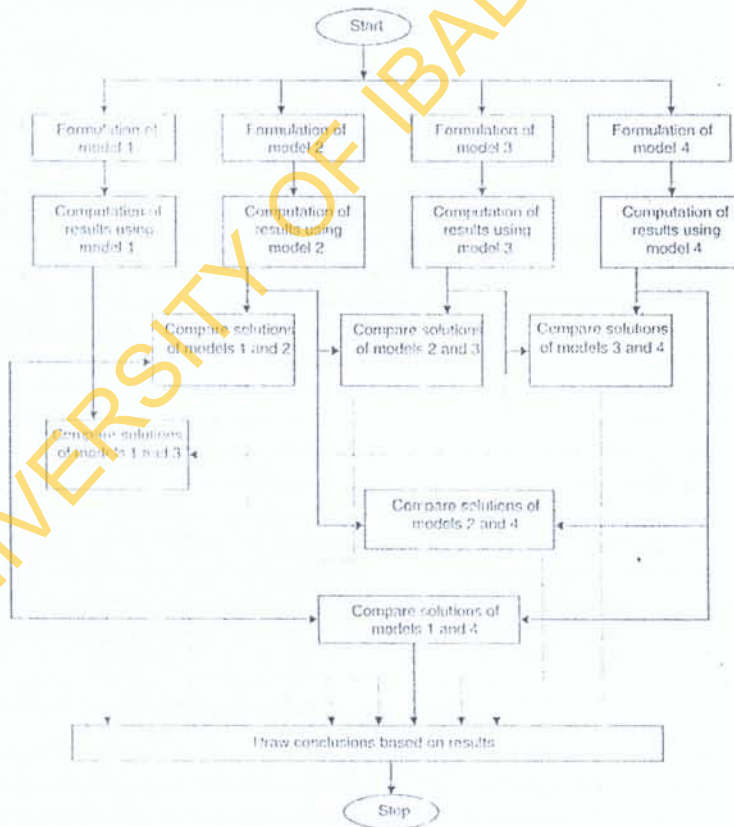 Start
Formulation of
model 1
Formulation of
model 2
Formulation of
model 3
Formulation of
model 4
Computation of
results using
model 1
Computation of
results using
model 2
Computation of
results using
model 3
Computation of
results using
model 4
Compare solutions
of models 1 and 2
Compare solutions
of models 2 and 3
Compare solutions
of models 3 and 4
Compare solutions
of models 1 and 3
Compare solutions of
models 2 and 4
Compare solutions of
models 1 and 4
Draw conclusions based on results
Stop
IVERSITY OF IBAD